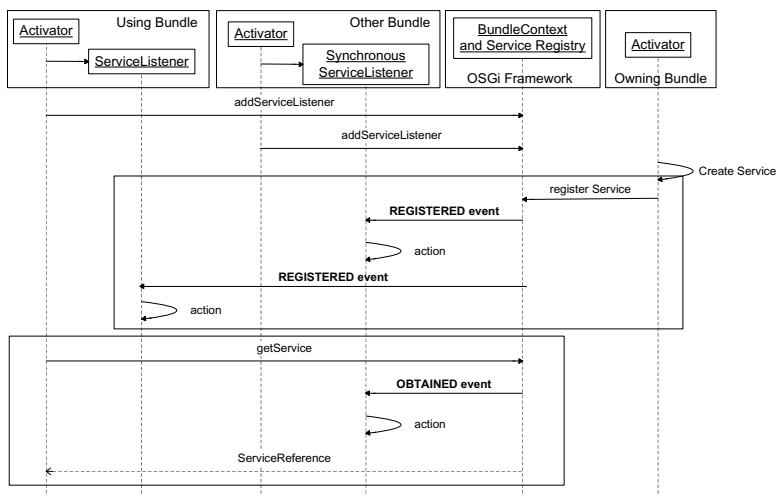 Using Bundle
Activator
ServiceListener
Other Bundle
Activator
Synchronous
ServiceListener
BundleContext
and Service Registry
OSGi Framework
Activator
Owning Bundle
addServiceListener
addServiceListener
Create Service
register Service
REGISTERED event
action
REGISTERED event
action
getService
OBTAINED event
action
ServiceReference